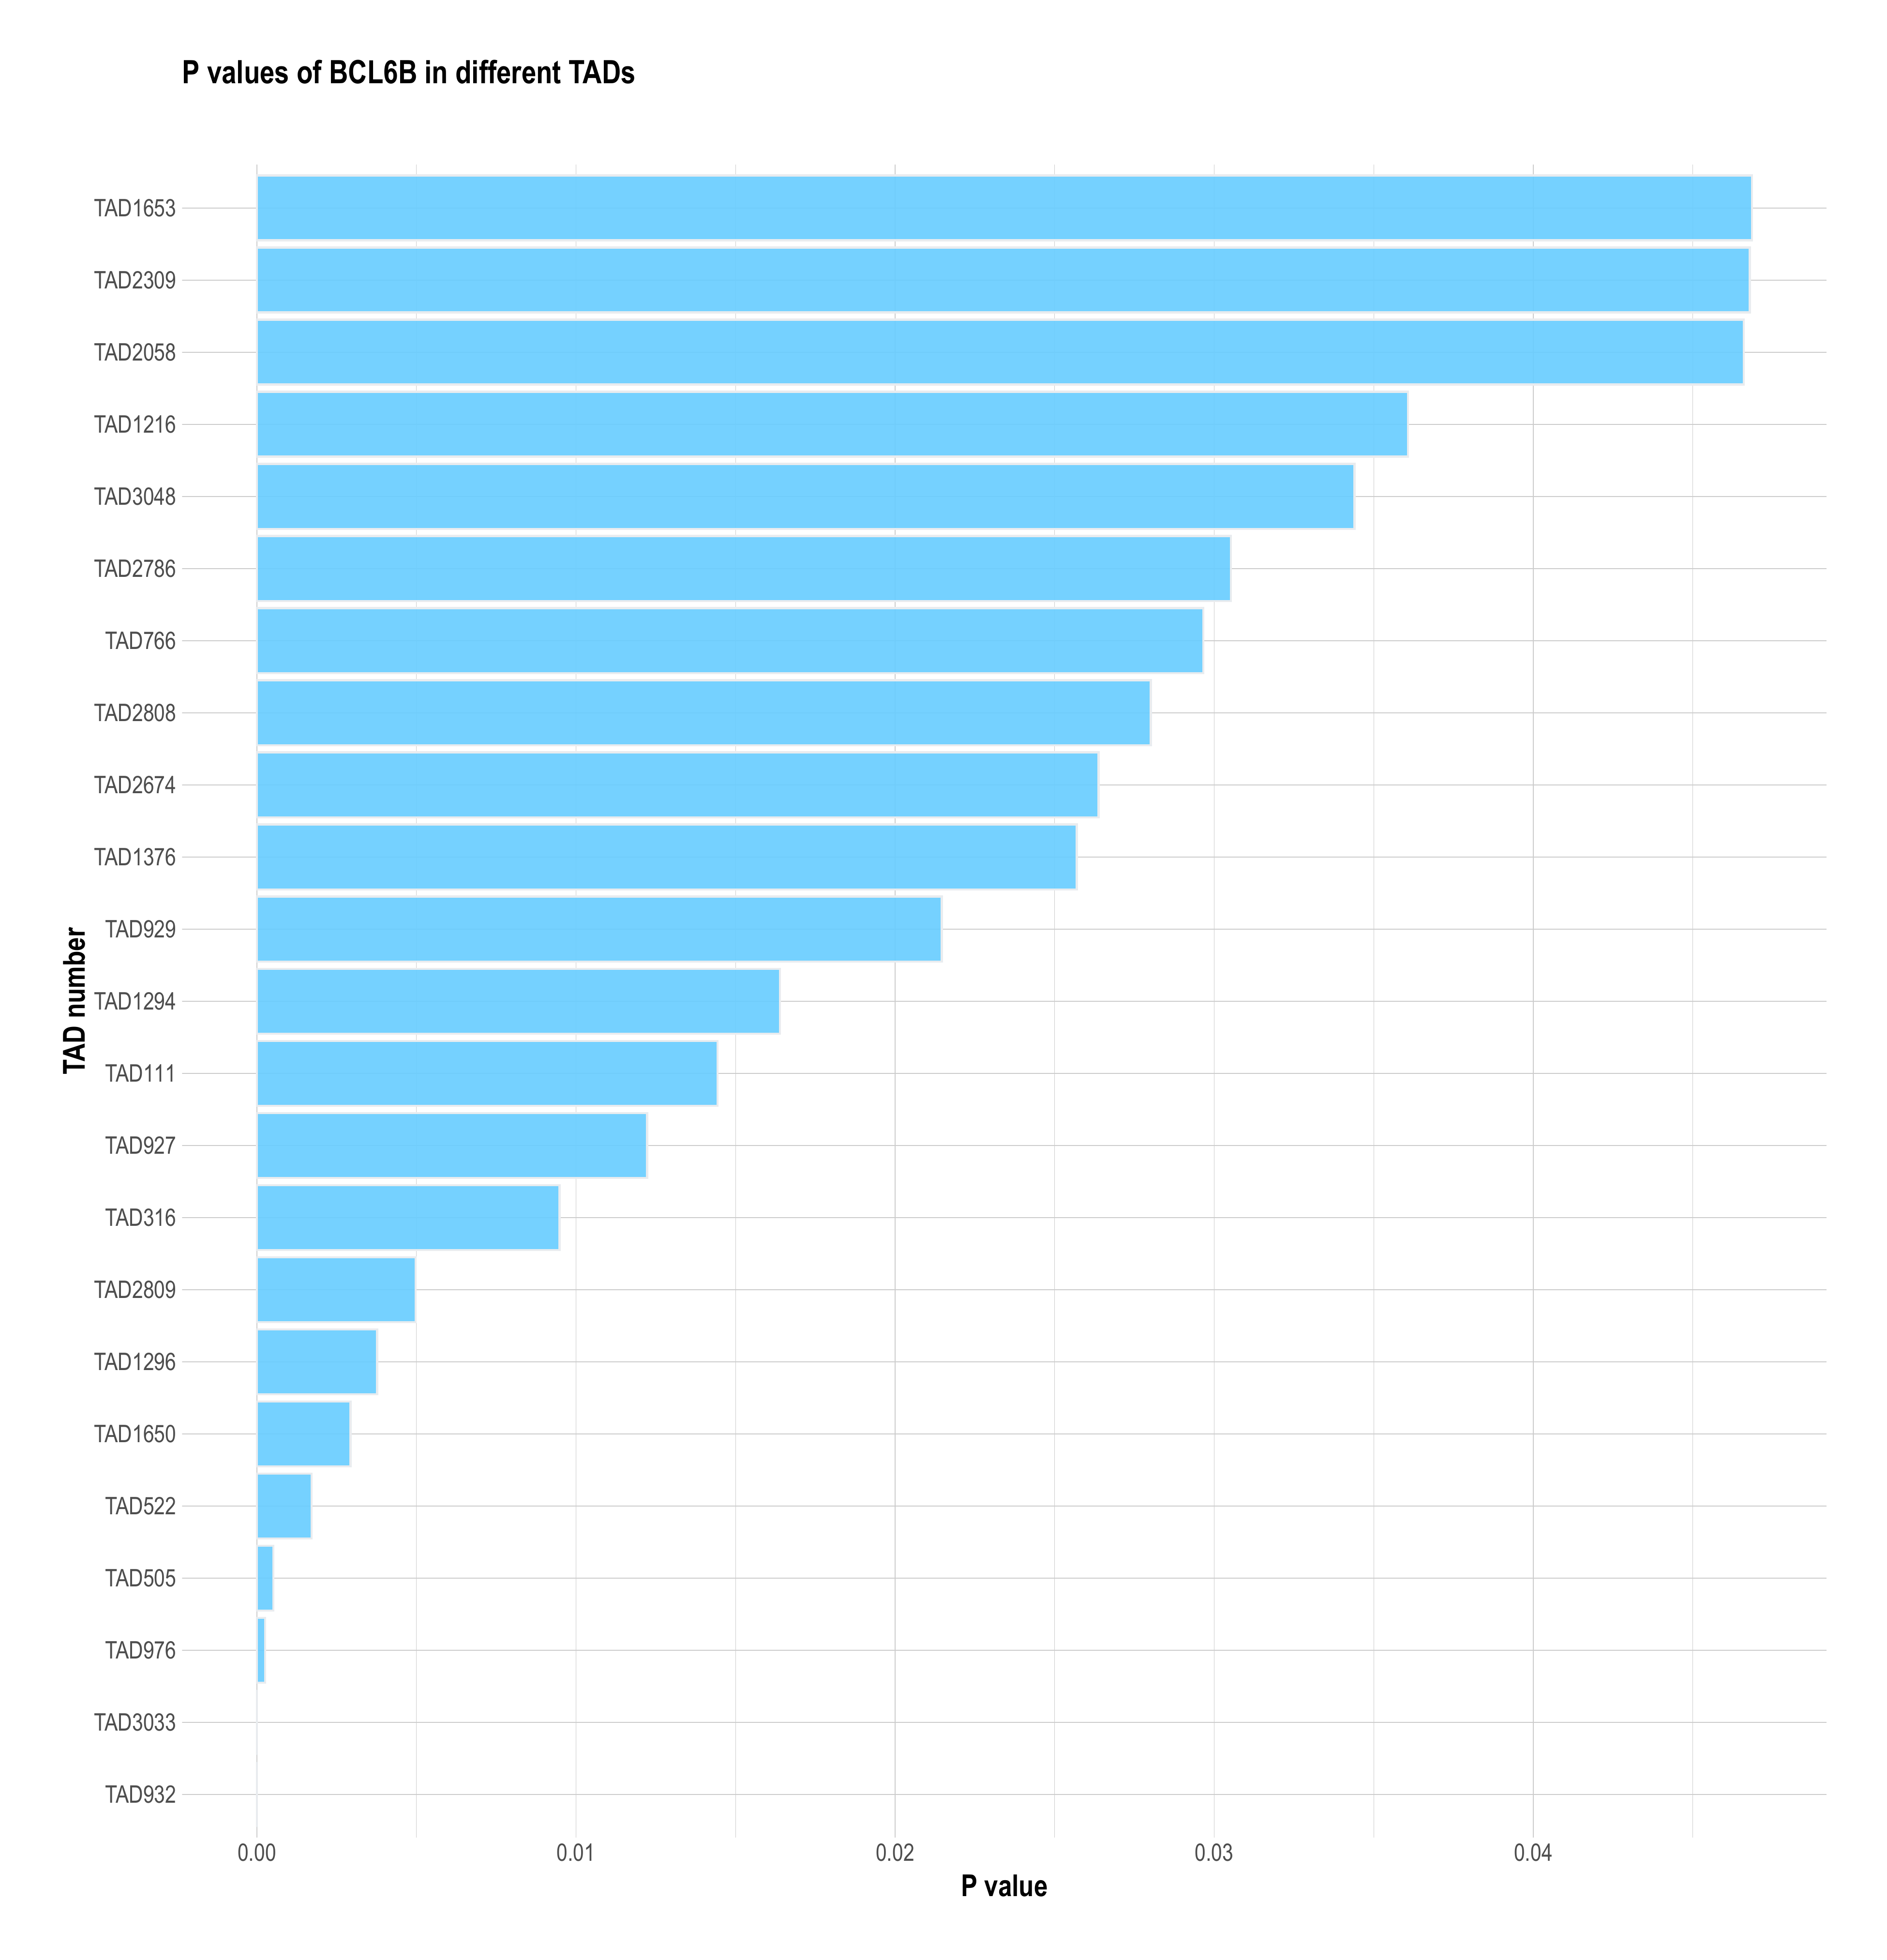 P values of BCL6B in different TADs
TAD1653
TAD2309
TAD2058
TAD1216
TAD3048
TAD2786
TAD766
TAD2808
TAD2674
TAD1376
TAD929
TAD1294
TAD111
TAD927
TAD316
TAD2809
TAD1296
TAD1650
TAD522
TAD505
TAD976
TAD3033
TAD932
TAD number
0.00 0.01 0.02 0.03 0.04
P value